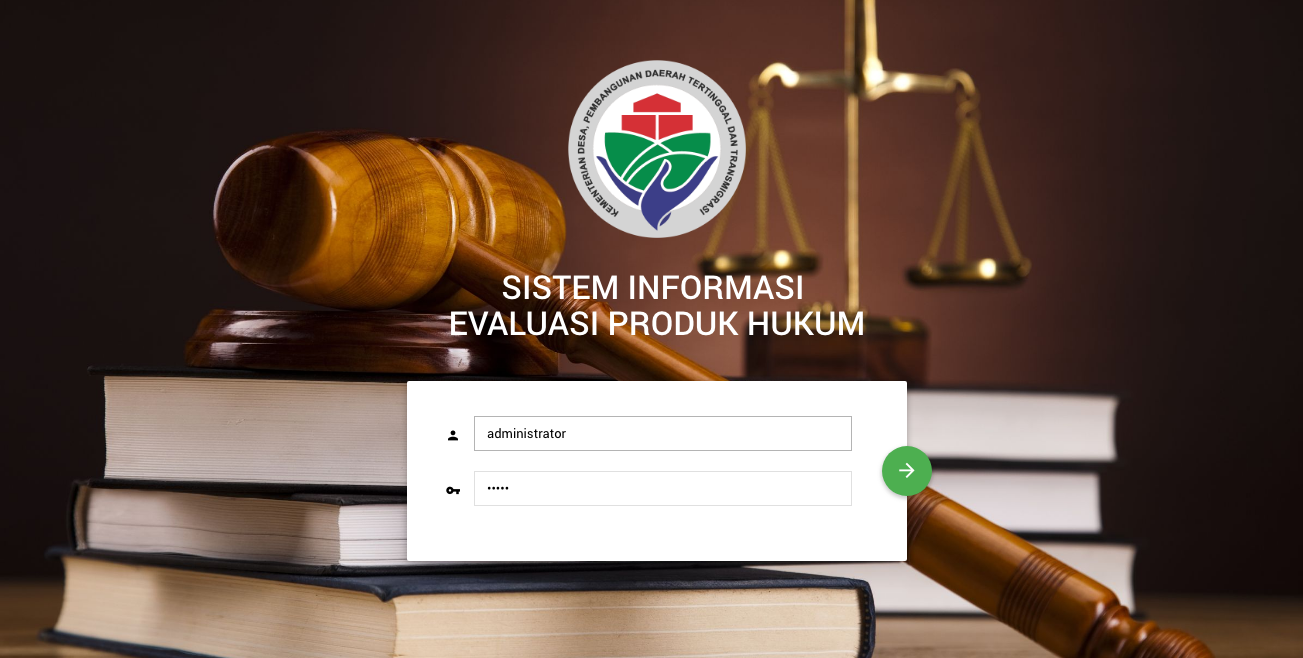 KEMENTERIAN DESA, PEMBANGUNAN DAERAH TERTINGGAL DAN TRANSMIGRASI
SISTEM INFORMASI
EVALUASI PRODUK HUKUM
administrator
•••••